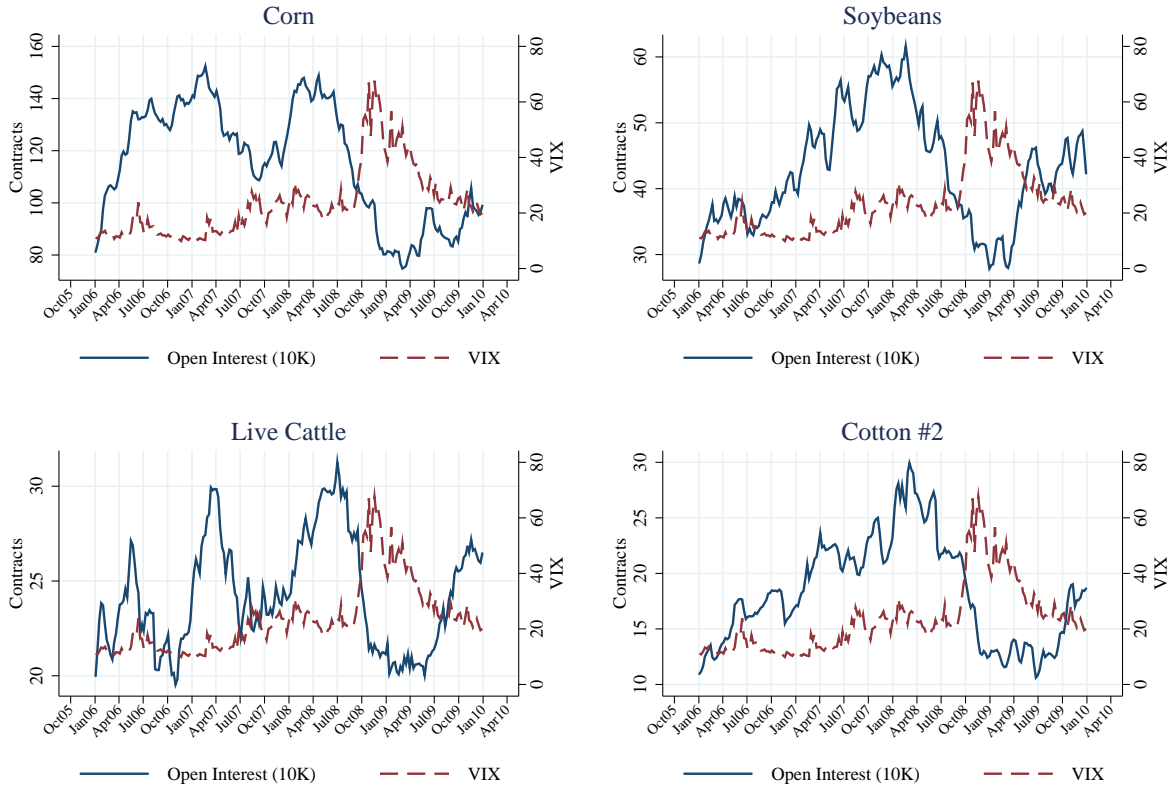 Corn
160
140
120
100
80
Contracts
80
60
40
20
0
VIX
Oct05 Jan06 Apr06 Jul06 Oct06 Jan07 Apr07 Jul07 Oct07 Jan08 Apr08 Jul08 Oct08 Jan09 Apr09 Jul09 Oct09 Jan10 Apr10
Open Interest (10K) VIX
Soybeans
60
50
40
30
Contracts
80
60
40
20
0
VIX
Oct05 Jan06 Apr06 Jul06 Oct06 Jan07 Apr07 Jul07 Oct07 Jan08 Apr08 Jul08 Oct08 Jan09 Apr09 Jul09 Oct09 Jan10 Apr10
Open Interest (10K) VIX
Live Cattle
30
25
20
Contracts
80
60
40
20
0
VIX
Oct05 Jan06 Apr06 Jul06 Oct06 Jan07 Apr07 Jul07 Oct07 Jan08 Apr08 Jul08 Oct08 Jan09 Apr09 Jul09 Oct09 Jan10 Apr10
Open Interest (10K) VIX
Cotton #2
30
25
20
15
10
Contracts
80
60
40
20
0
VIX
Oct05 Jan06 Apr06 Jul06 Oct06 Jan07 Apr07 Jul07 Oct07 Jan08 Apr08 Jul08 Oct08 Jan09 Apr09 Jul09 Oct09 Jan10 Apr10
Open Interest (10K) VIX